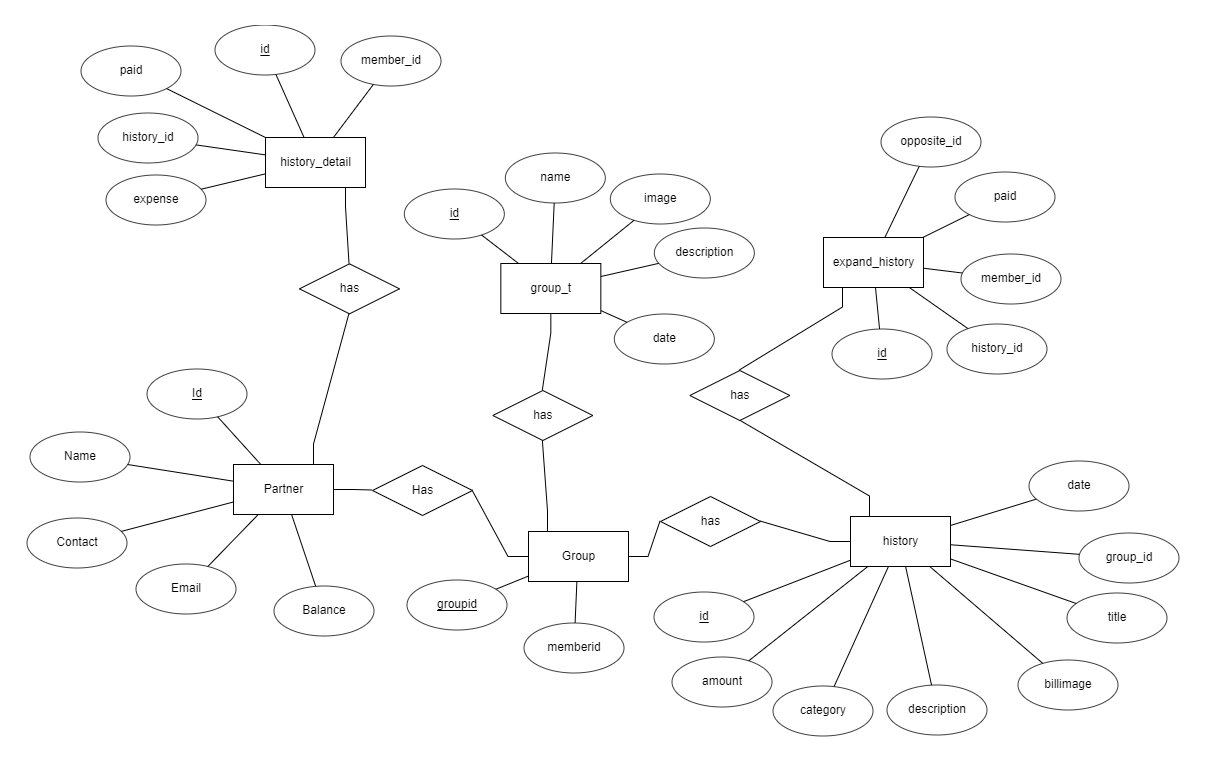 id
member_id
paid
history_id
history_detail
expense
has
opposite_id
paid
expand_history
member_id
id
history_id
name
image
id
description
group_t
date
has
has
Id
Name
Partner
Contact
Email
Balance
Has
Group
groupid
memberid
has
date
history
group_id
id
title
amount
category
description
billimage